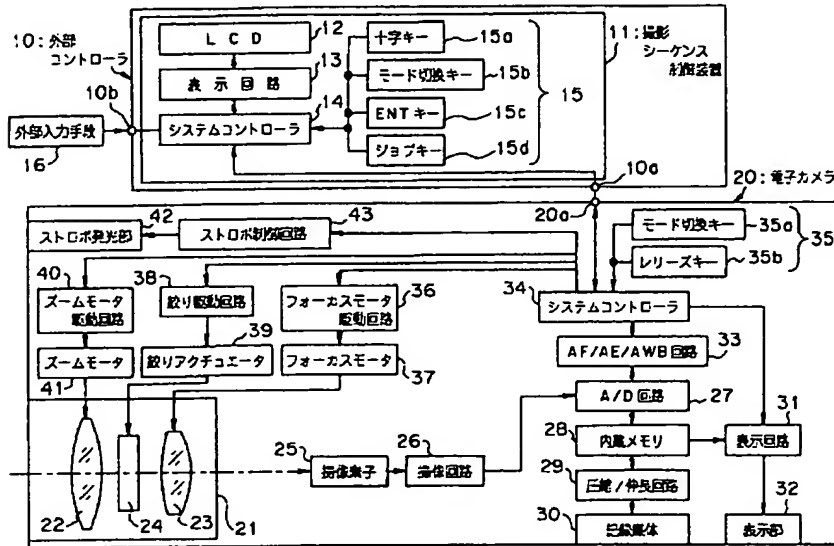 10:外部
コントローラ
LCD
12
表示回路
13
システムコントローラ
14
10b
外部入力手段
16
十字キー
15a
モード切換キー
15b
ENTキー
15c
ジョブキー
15d
15
11:撮影
シーケンス
制御装置
10a
20a
20:電子カメラ
ストロボ発光部
42
ストロボ制御回路
43
モード切換キー
35a
レリーズキー
35b
35
34
システムコントローラ
40
ズームモータ
駆動回路
38
絞り駆動回路
フォーカスモータ
駆動回路
36
ズームモータ
41
39
絞りアクチュエータ
フォーカスモータ
37
AF/AE/AWB回路
33
A/D回路
27
28
内蔵メモリ
31
表示回路
25
撮像素子
26
撮像回路
29
圧縮/伸長回路
30
記録媒体
32
表示部
22
24
23
21